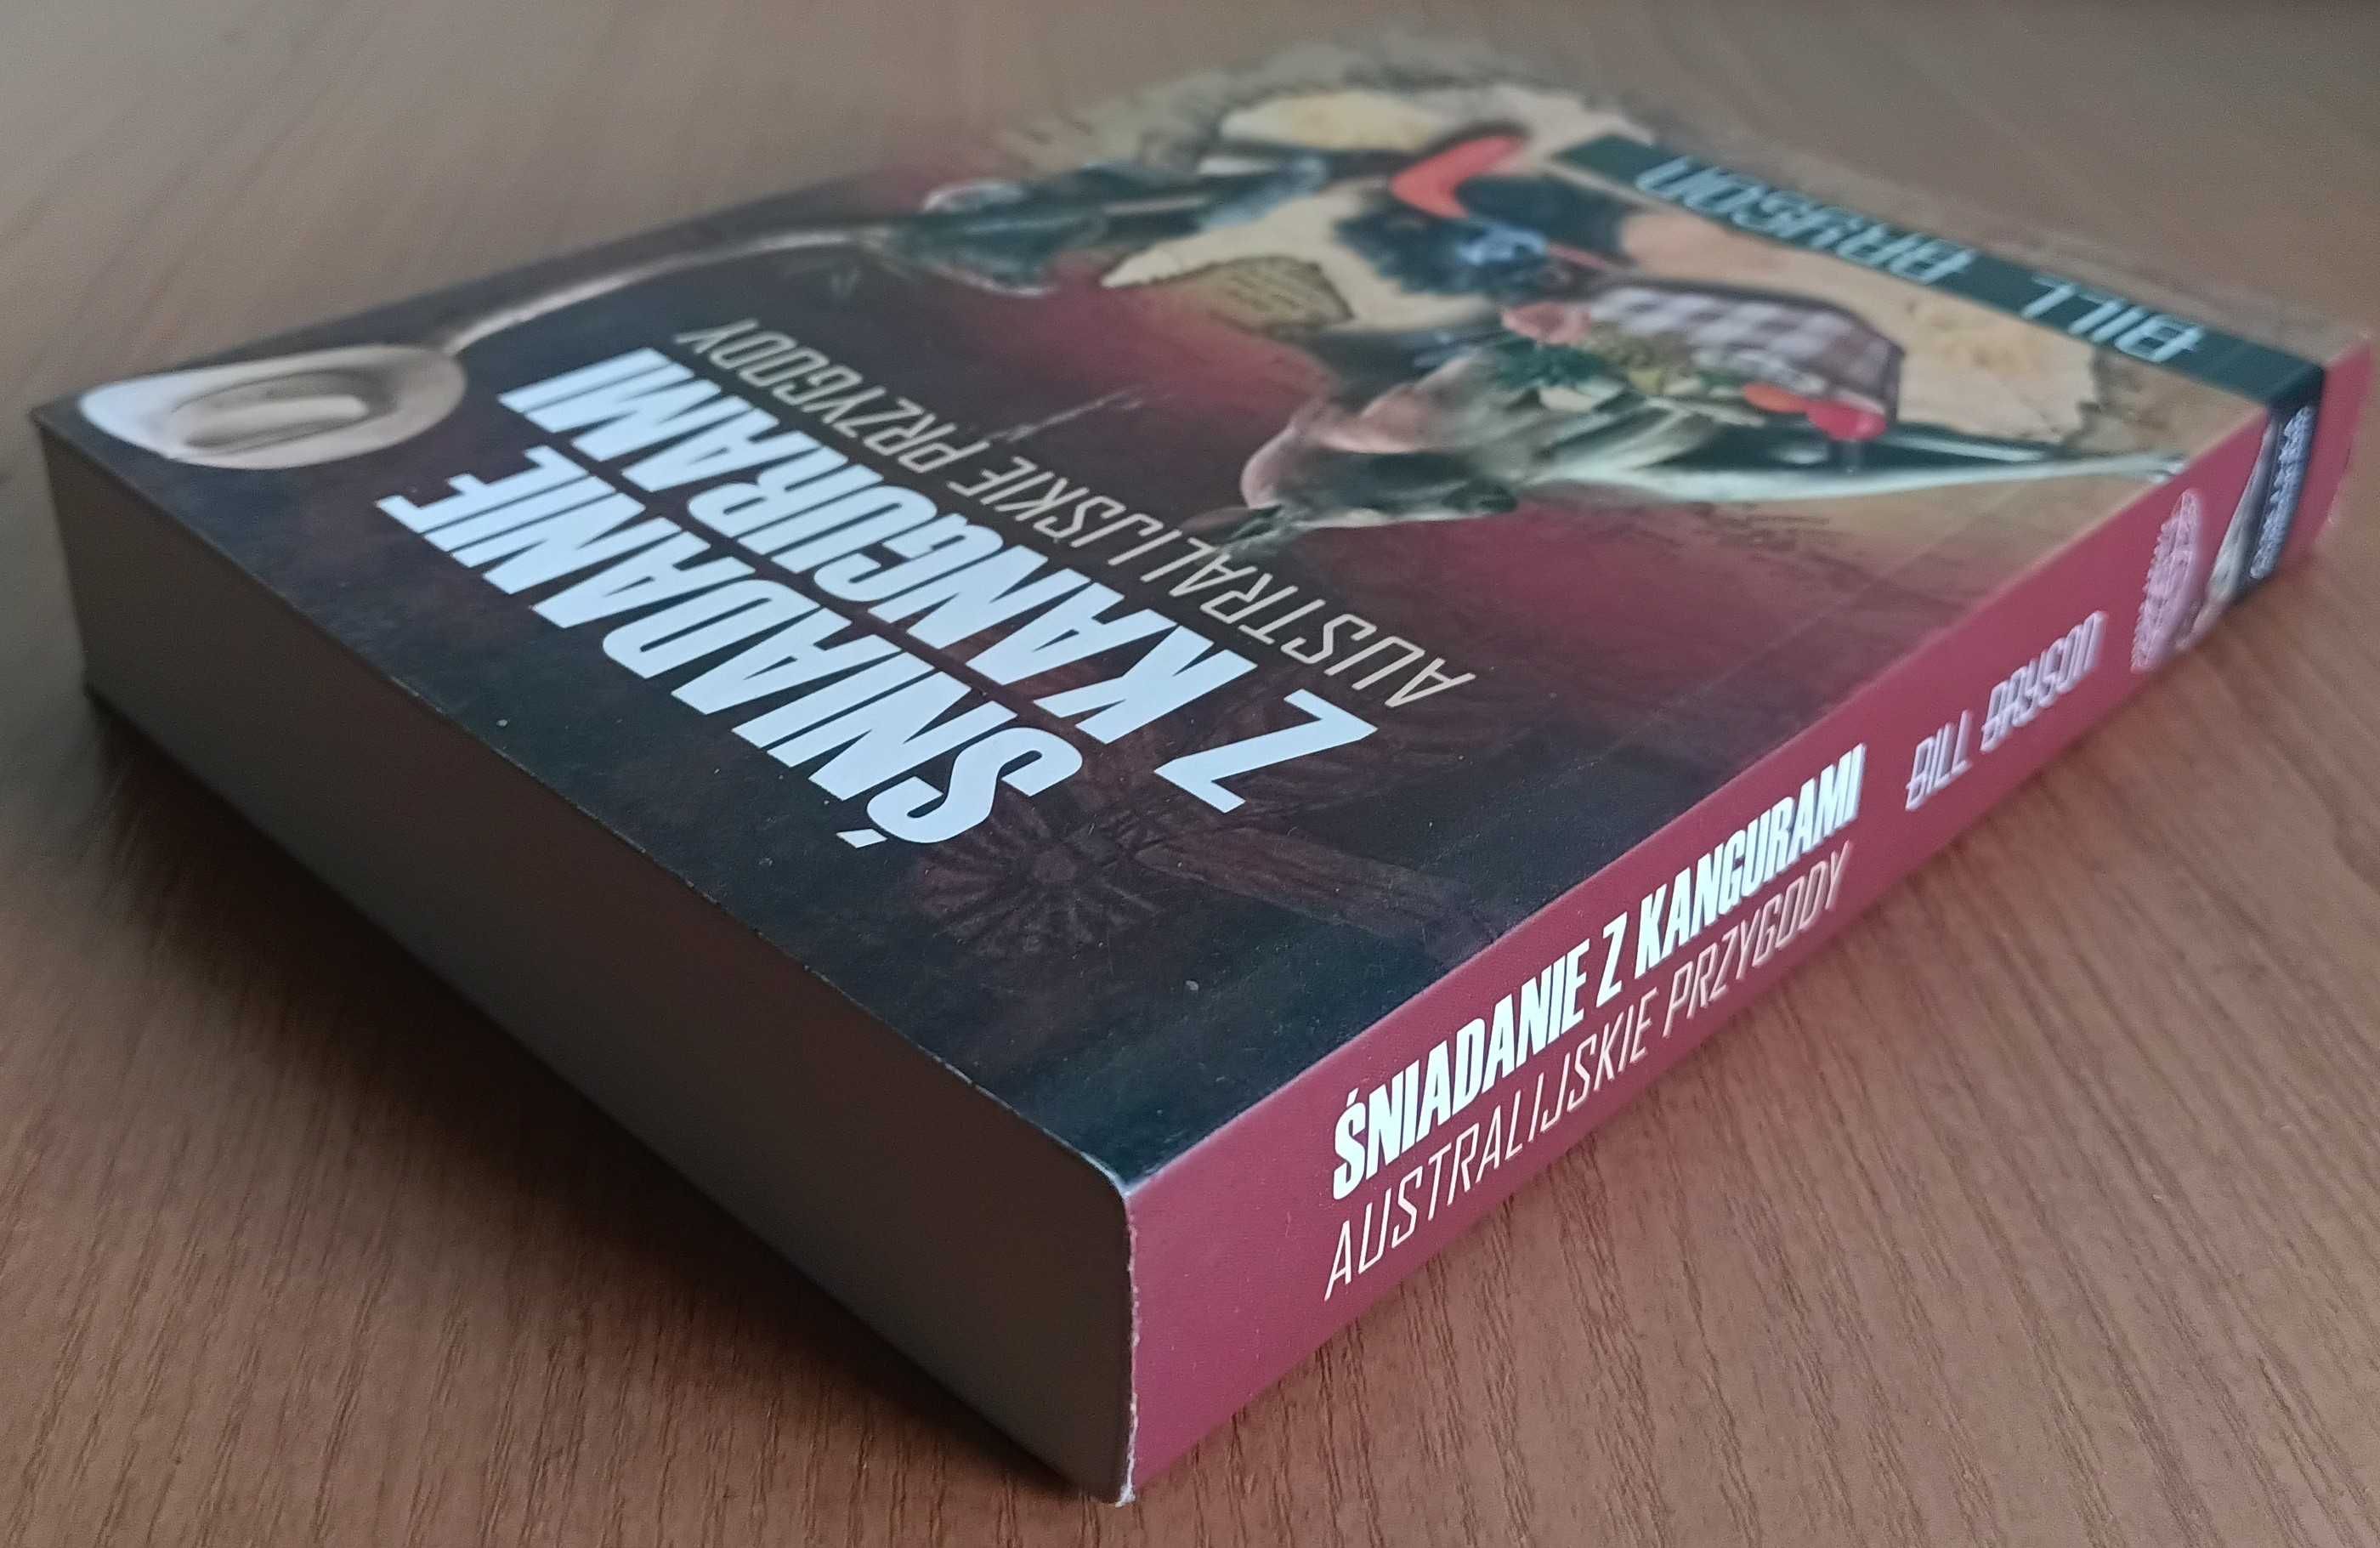 BILL BRYSON
ŚNIADANIE
Z KANGURAMI
AUSTRALIJSKIE PRZYGODY
ŚNIADANIE Z KANGURAMI
AUSTRALIJSKIE PRZYGODY
BILL BRYSON